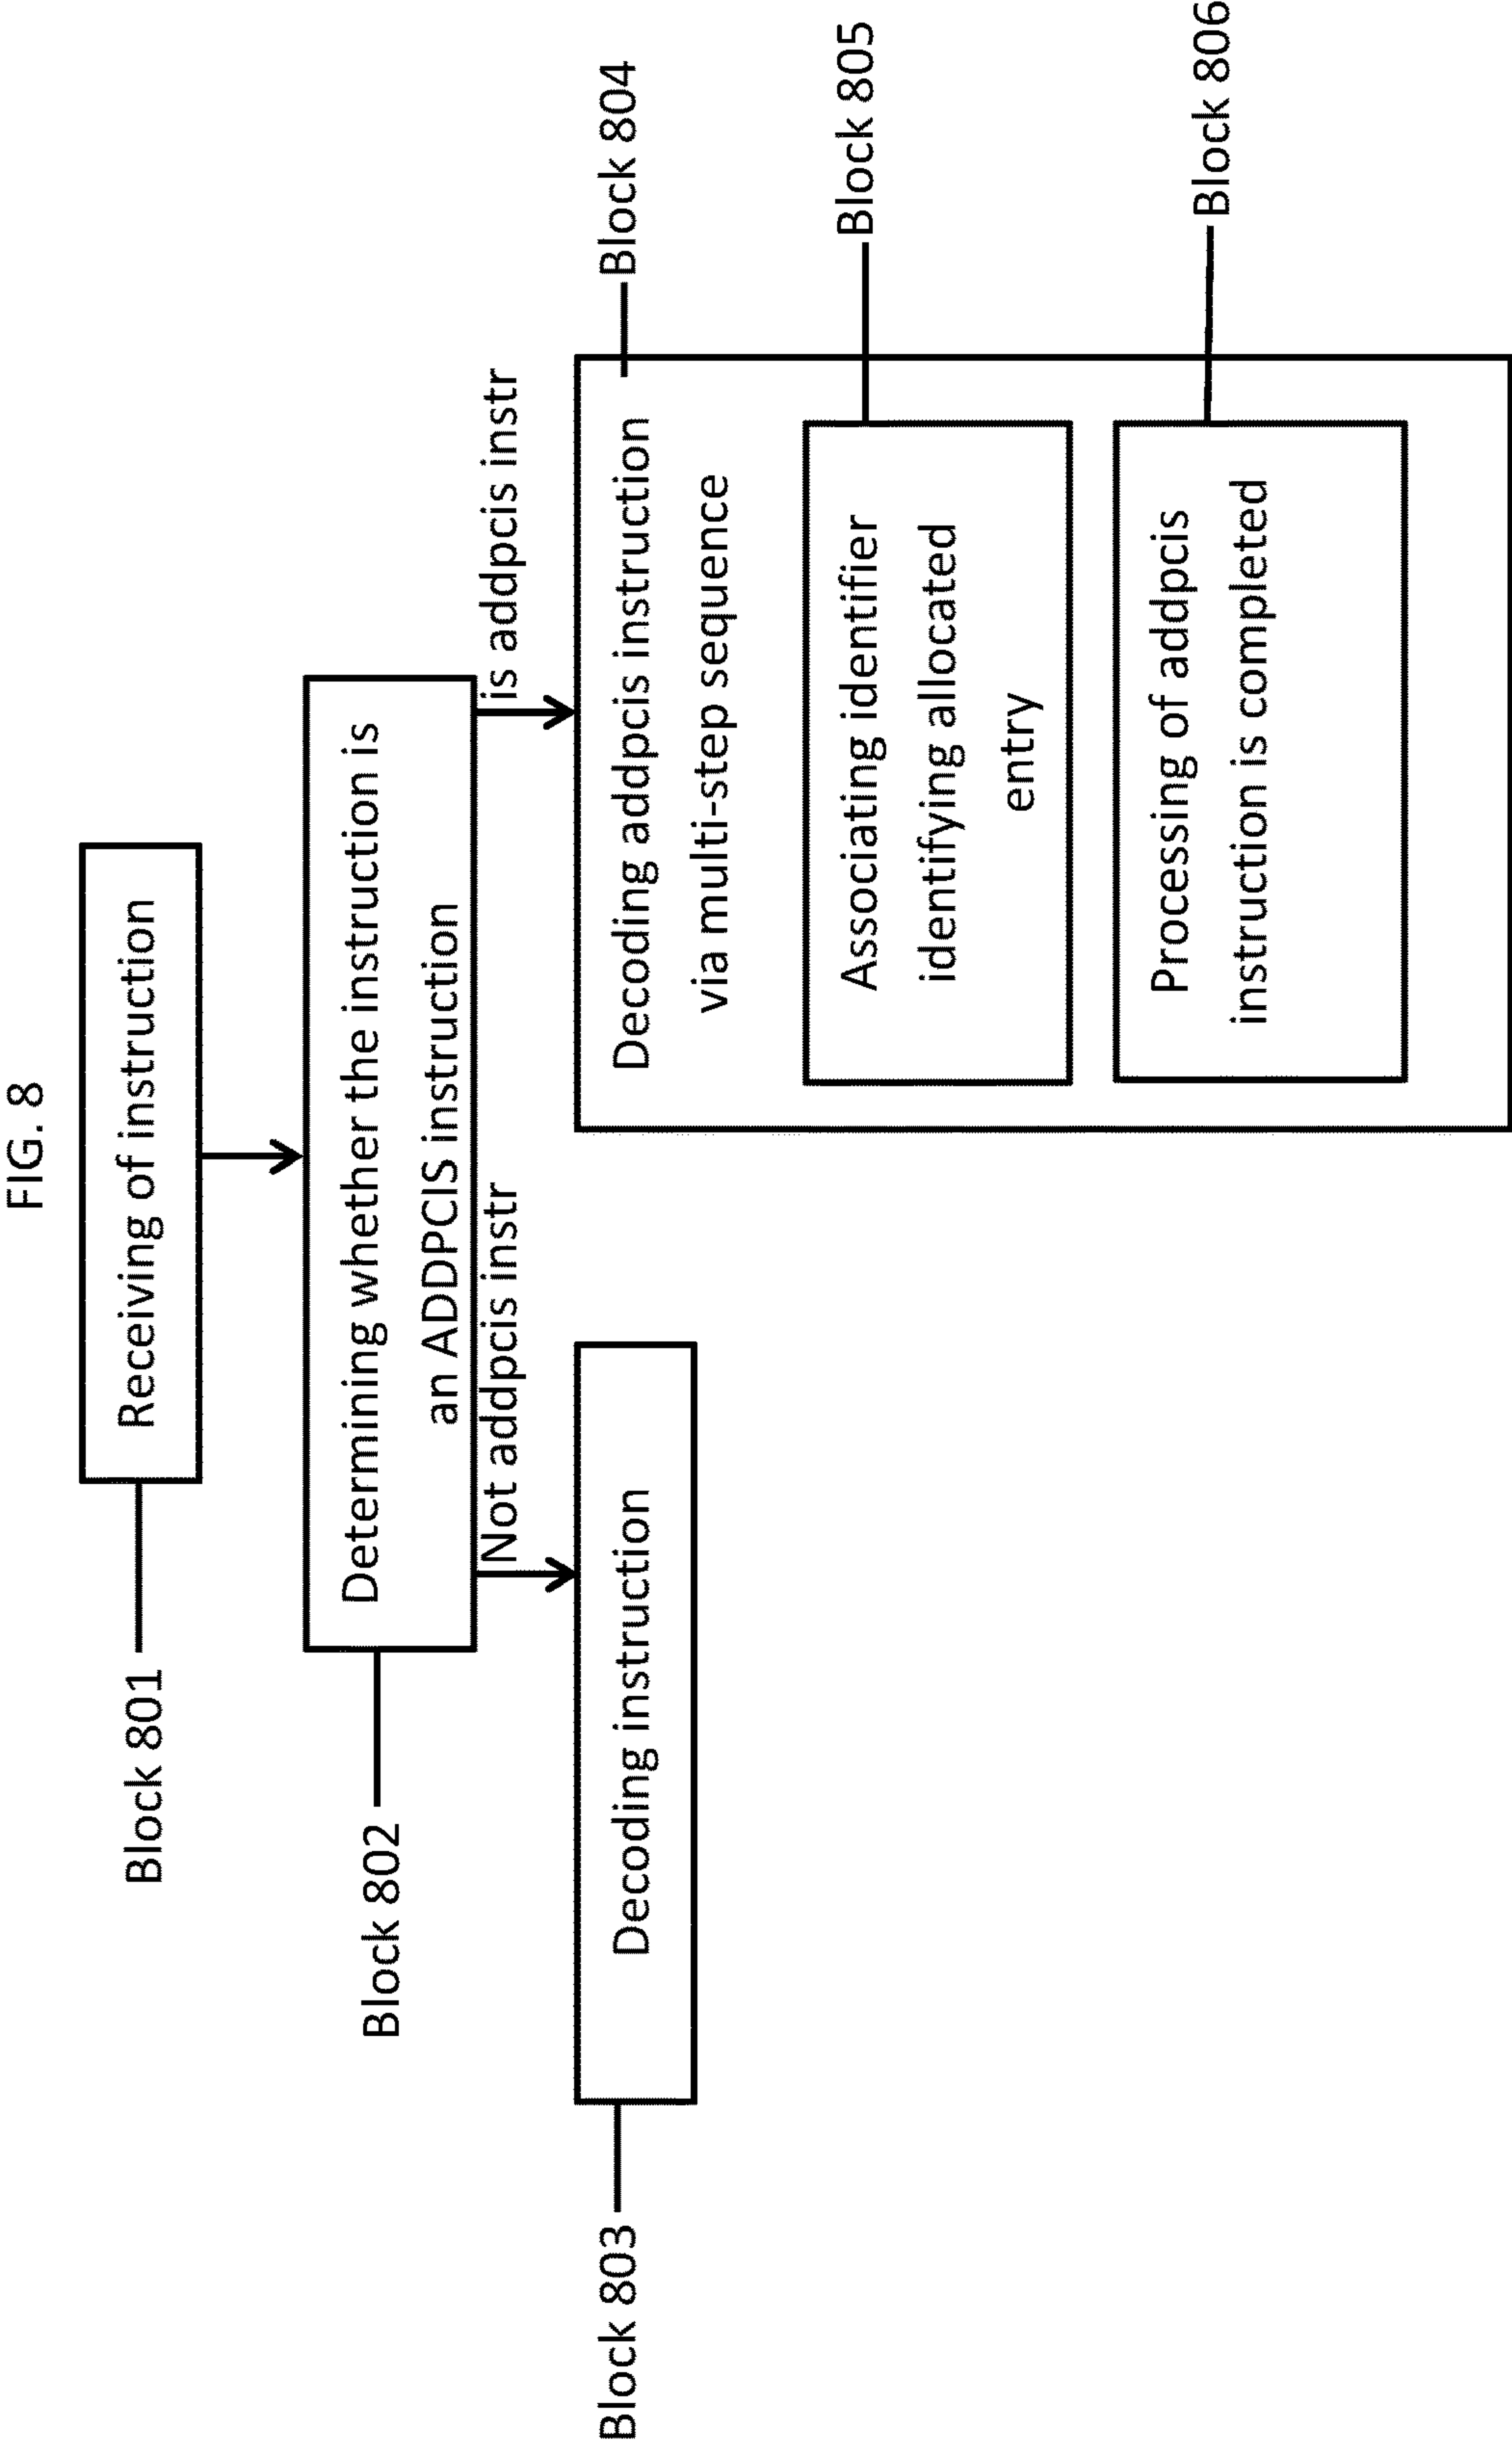 FIG. 8
Block 801
Receiving of instruction
Block 802
Determining whether the instruction is
an ADDPCIS instruction
Not addpcis instr
is addpcis instr
Block 803
Decoding instruction
Decoding addpcis instruction
via multi-step sequence
Block 804
Associating identifier
identifying allocated
entry
Block 805
Processing of addpcis
instruction is completed
Block 806